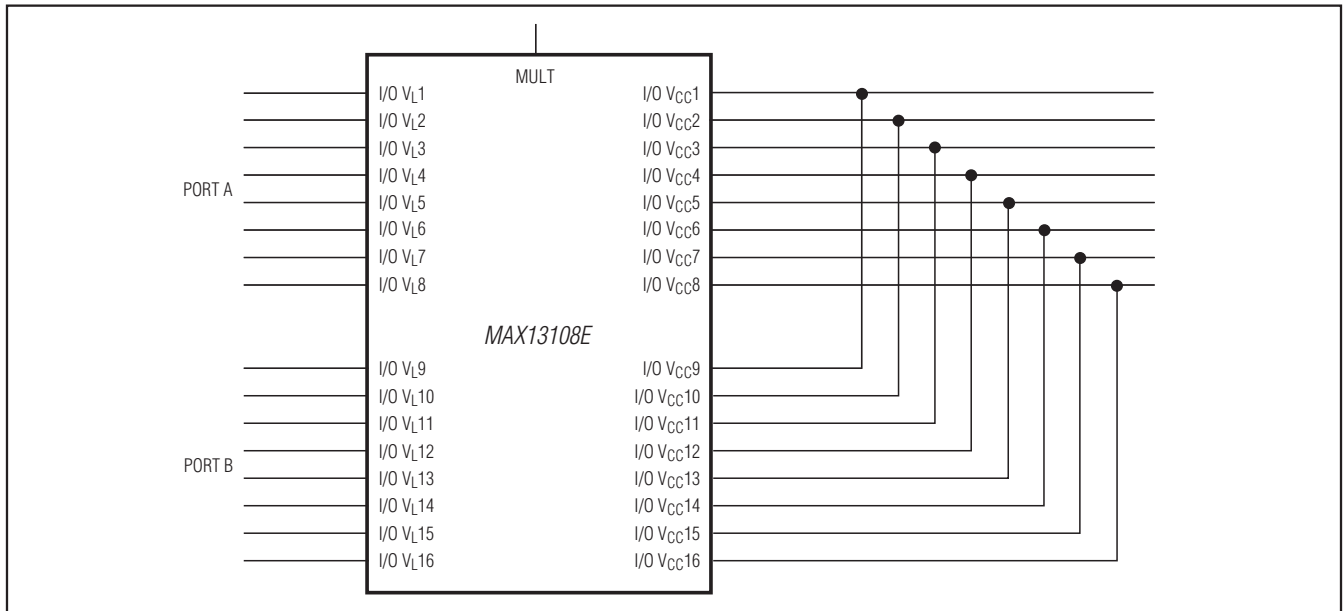 MULT
I/O VL1 I/O VCC1
I/O VL2 I/O VCC2
I/O VL3 I/O VCC3
I/O VL4 I/O VCC4
PORT A
I/O VL5 I/O VCC5
I/O VL6 I/O VCC6
I/O VL7 I/O VCC7
I/O VL8 I/O VCC8
MAX13108E
I/O VL9 I/O VCC9
I/O VL10 I/O VCC10
I/O VL11 I/O VCC11
I/O VL12 I/O VCC12
PORT B
I/O VL13 I/O VCC13
I/O VL14 I/O VCC14
I/O VL15 I/O VCC15
I/O VL16 I/O VCC16